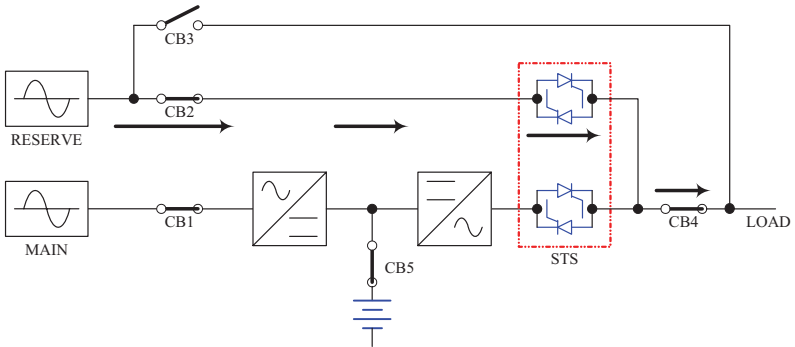 CB3
CB2
RESERVE
CB1
MAIN
CB5
STS
CB4
LOAD